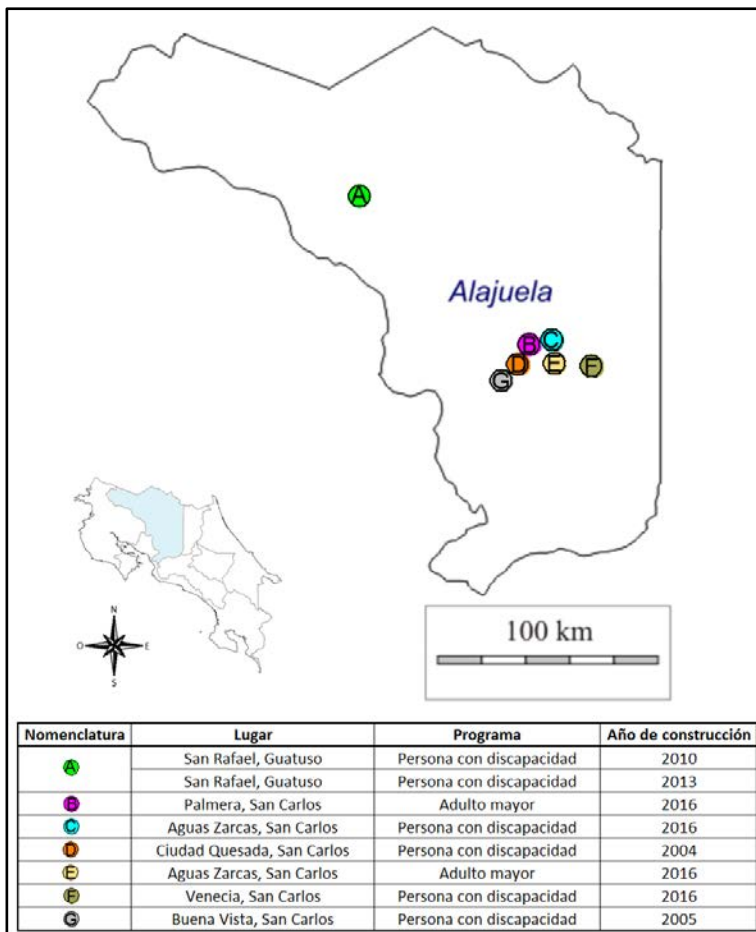 A
Alajuela
B
C
D
E
F
G
N
O
E
S
100 km
Nomenclatura Lugar Programa Año de construcción
A San Rafael, Guatuso Persona con discapacidad 2010
San Rafael, Guatuso Persona con discapacidad 2013
B Palmera, San Carlos Adulto mayor 2016
C Aguas Zarcas, San Carlos Persona con discapacidad 2016
D Ciudad Quesada, San Carlos Persona con discapacidad 2004
E Aguas Zarcas, San Carlos Adulto mayor 2016
F Venecia, San Carlos Persona con discapacidad 2016
G Buena Vista, San Carlos Persona con discapacidad 2005